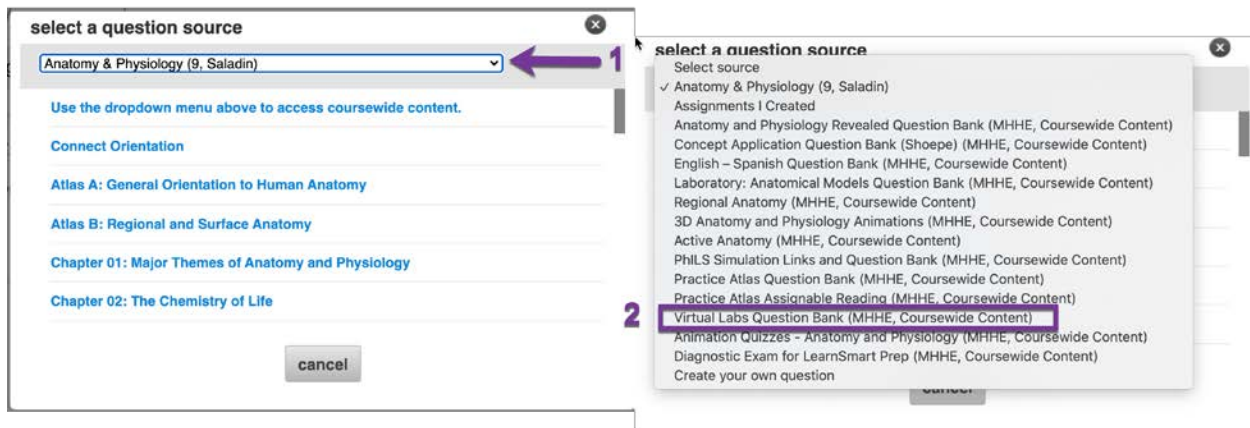 select a question source
Anatomy & Physiology (9, Saladin)
1
Use the dropdown menu above to access coursewide content.
Connect Orientation
Atlas A: General Orientation to Human Anatomy
Atlas B: Regional and Surface Anatomy
Chapter 01: Major Themes of Anatomy and Physiology
Chapter 02: The Chemistry of Life
cancel
select a question source
Select source
✓ Anatomy & Physiology (9, Saladin)
Assignments I Created
Anatomy and Physiology Revealed Question Bank (MHHE, Coursewide Content)
Concept Application Question Bank (Shoepe) (MHHE, Coursewide Content)
English – Spanish Question Bank (MHHE, Coursewide Content)
Laboratory: Anatomical Models Question Bank (MHHE, Coursewide Content)
Regional Anatomy (MHHE, Coursewide Content)
3D Anatomy and Physiology Animations (MHHE, Coursewide Content)
Active Anatomy (MHHE, Coursewide Content)
PhILS Simulation Links and Question Bank (MHHE, Coursewide Content)
Practice Atlas Question Bank (MHHE, Coursewide Content)
Practice Atlas Assignable Reading (MHHE, Coursewide Content)
2 Virtual Labs Question Bank (MHHE, Coursewide Content)
Animation Quizzes - Anatomy and Physiology (MHHE, Coursewide Content)
Diagnostic Exam for LearnSmart Prep (MHHE, Coursewide Content)
Create your own question
cancel